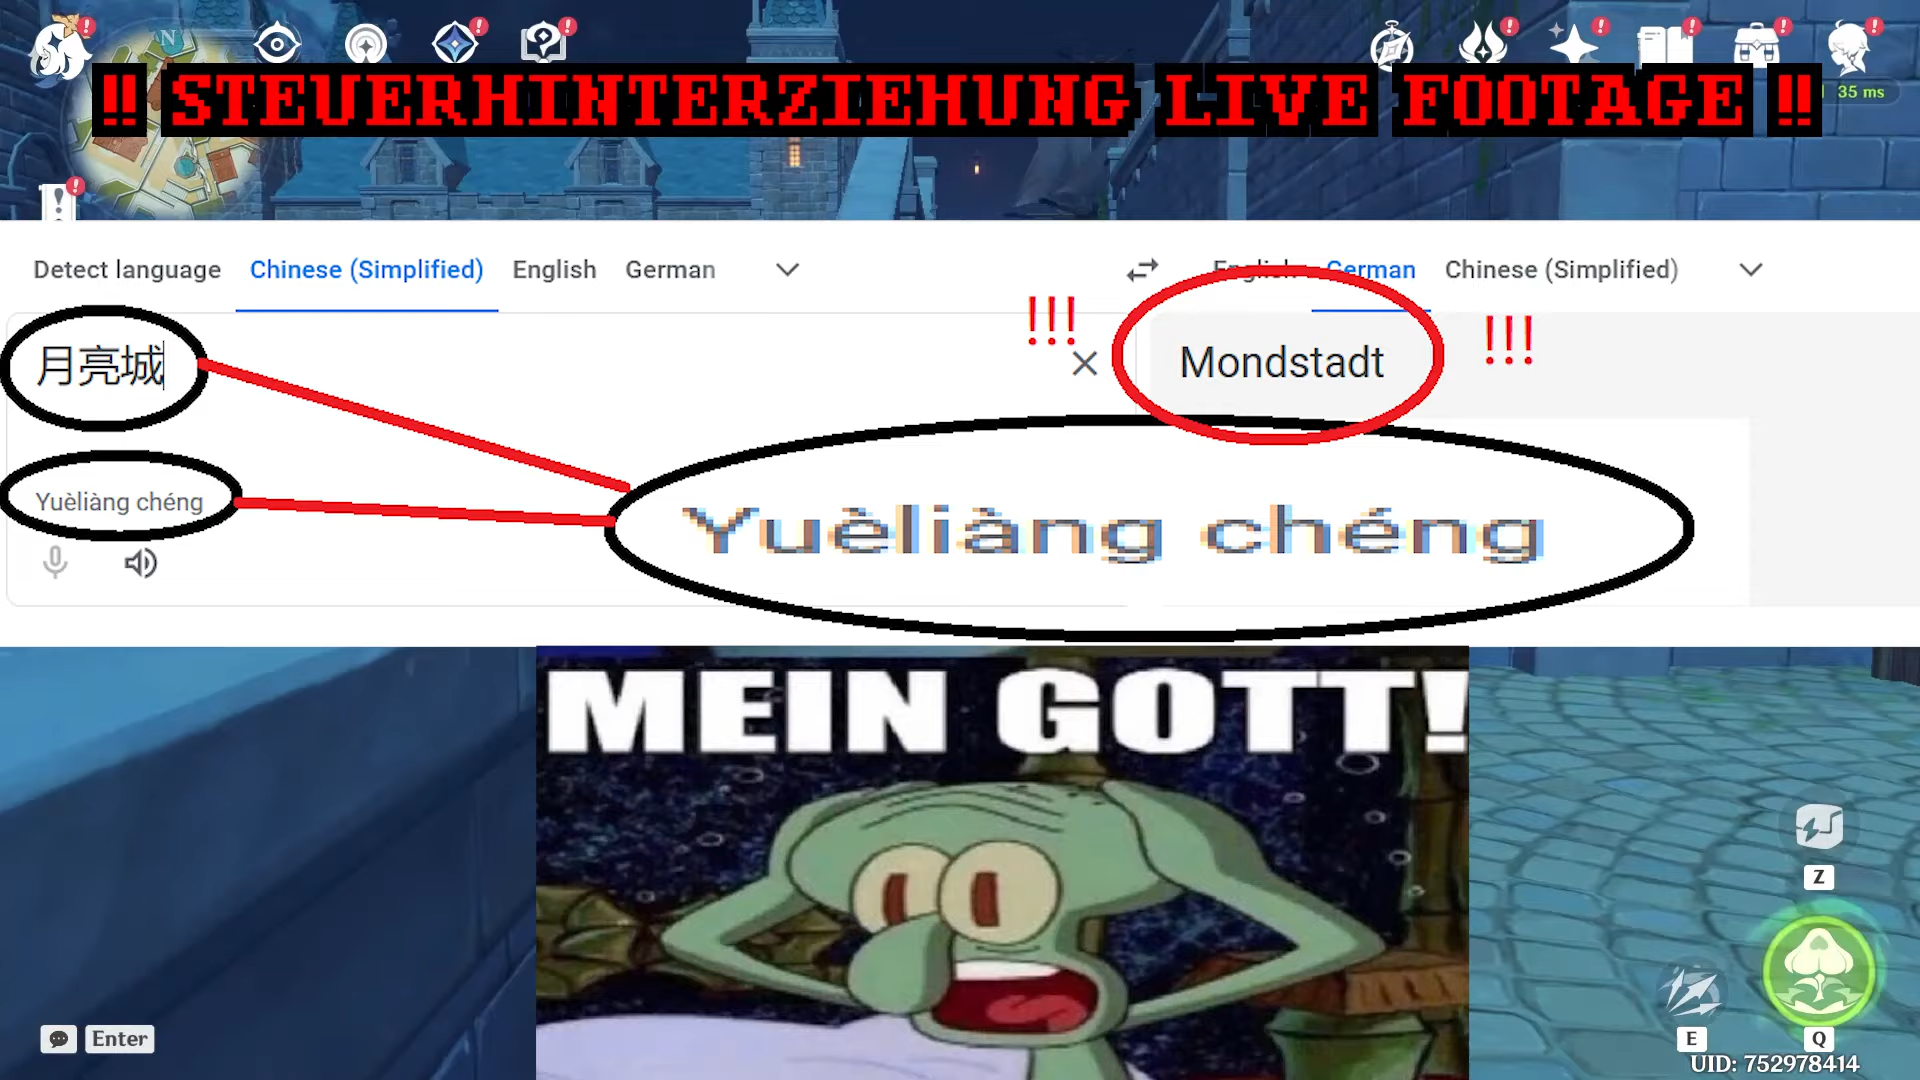 N
!! STEUERHINTERZIEHUNG LIVE FOOTAGE !!
35 ms
Detect language Chinese (Simplified) English German
English German Chinese (Simplified)
月亮城
!!!
Mondstadt
!!!
Yuèliàng chéng
Yuèliàng chéng
MEIN GOTT!
Z
Enter
E
Q
UID: 752978414